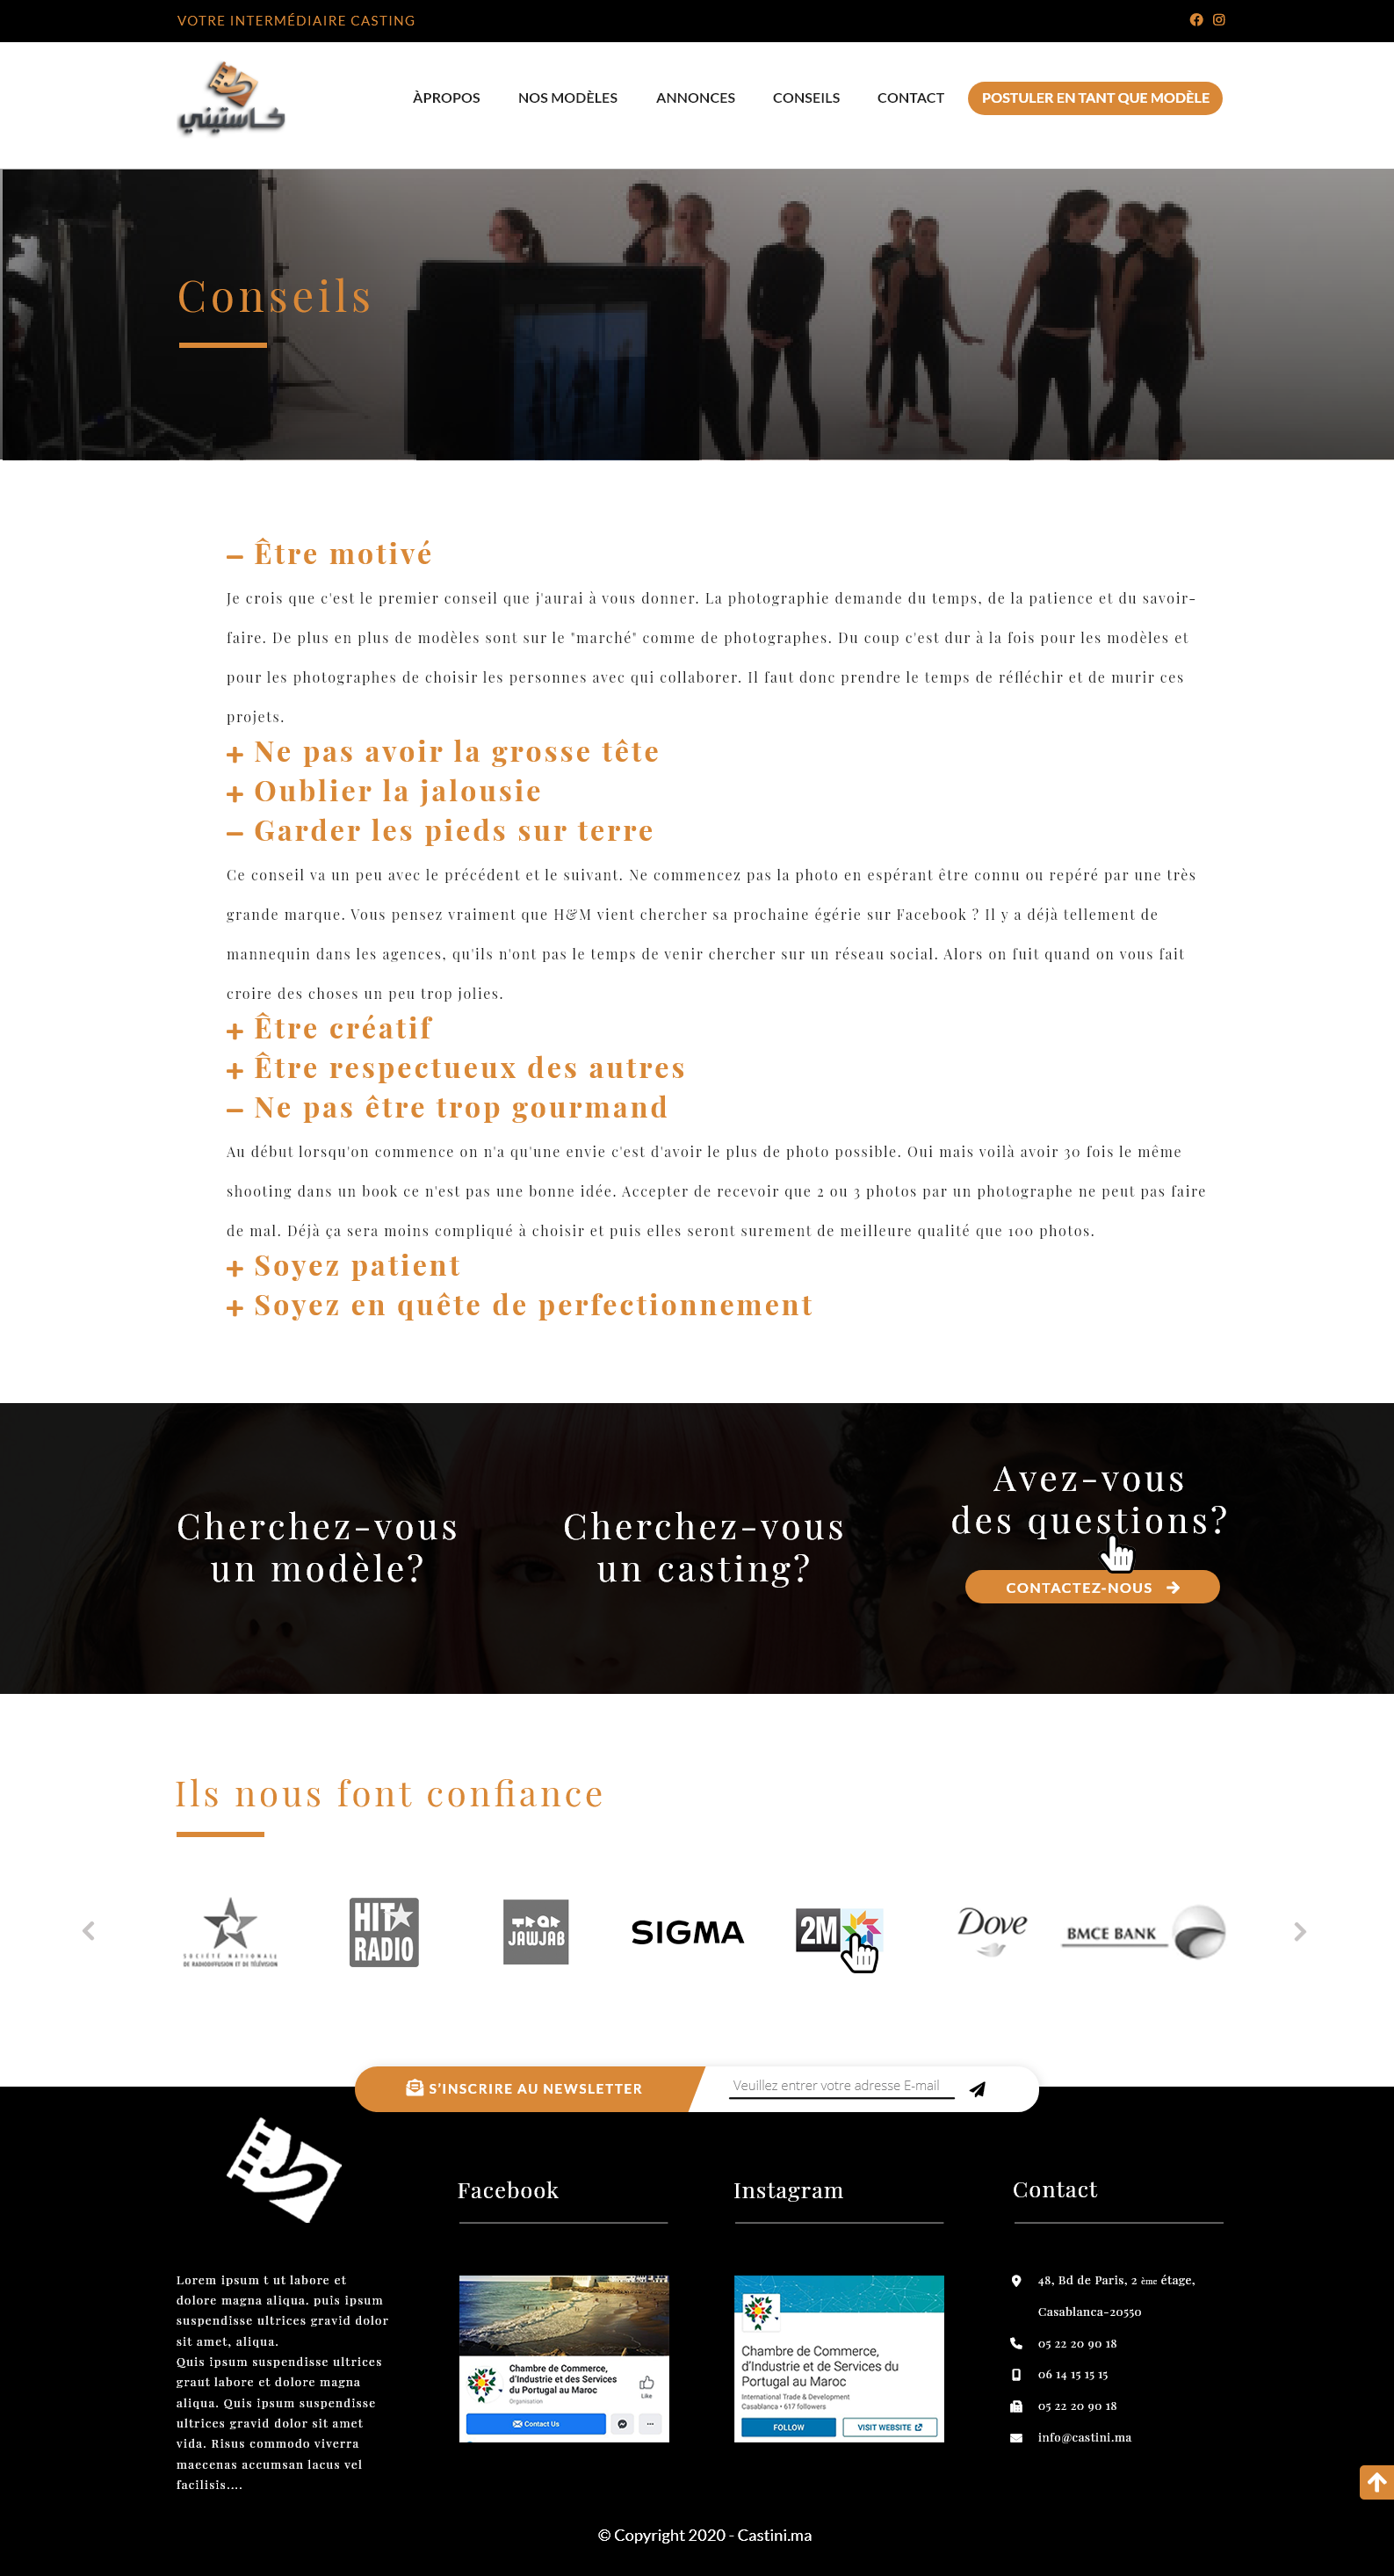 VOTRE INTERMÉDIAIRE CASTING
كاستيني
ÀPROPOS NOS MODÈLES ANNONCES CONSEILS CONTACT POSTULER EN TANT QUE MODÈLE
Conseils
– Être motivé
Je crois que c'est le premier conseil que j'aurai à vous donner. La photographie demande du temps, de la patience et du savoir-
faire. De plus en plus de modèles sont sur le "marché" comme de photographes. Du coup c'est dur à la fois pour les modèles et
pour les photographes de choisir les personnes avec qui collaborer. Il faut donc prendre le temps de réfléchir et de murir ces
projets.
+ Ne pas avoir la grosse tête
+ Oublier la jalousie
– Garder les pieds sur terre
Ce conseil va un peu avec le précédent et le suivant. Ne commencez pas la photo en espérant être connu ou repéré par une très
grande marque. Vous pensez vraiment que H&M vient chercher sa prochaine égérie sur Facebook ? Il y a déjà tellement de
mannequin dans les agences, qu'ils n'ont pas le temps de venir chercher sur un réseau social. Alors on fuit quand on vous fait
croire des choses un peu trop jolies.
+ Être créatif
+ Être respectueux des autres
– Ne pas être trop gourmand
Au début lorsqu'on commence on n'a qu'une envie c'est d'avoir le plus de photo possible. Oui mais voilà avoir 30 fois le même
shooting dans un book ce n'est pas une bonne idée. Accepter de recevoir que 2 ou 3 photos par un photographe ne peut pas faire
de mal. Déjà ça sera moins compliqué à choisir et puis elles seront surement de meilleure qualité que 100 photos.
+ Soyez patient
+ Soyez en quête de perfectionnement
Cherchez-vous
un modèle?
Cherchez-vous
un casting?
Avez-vous
des questions?
CONTACTEZ-NOUS
Ils nous font confiance
SOCIÉTÉ NATIONALE
DE RADIODIFFUSION ET DE TÉLÉVISION
HIT
RADIO
JAWJAB
SIGMA
2M
Dove
BMCE BANK
S'INSCRIRE AU NEWSLETTER
Veuillez entrer votre adresse E-mail
Lorem ipsum t ut labore et
dolore magna aliqua. puis ipsum
suspendisse ultrices gravid dolor
sit amet, aliqua.
Quis ipsum suspendisse ultrices
graut labore et dolore magna
aliqua. Quis ipsum suspendisse
ultrices gravid dolor sit amet
vida. Risus commodo viverra
maecenas accumsan lacus vel
facilisis....
Facebook
Chambre de Commerce,
d'Industrie et des Services
du Portugal au Maroc
Organisation
Like
Contact Us
Instagram
Chambre de Commerce,
d'Industrie et de Services du
Portugal au Maroc
International Trade & Development
Casablanca • 617 followers
FOLLOW VISIT WEBSITE
Contact
48, Bd de Paris, 2 ème étage,
Casablanca-20550
05 22 20 90 18
06 14 15 15 15
05 22 20 90 18
info@castini.ma
© Copyright 2020 - Castini.ma